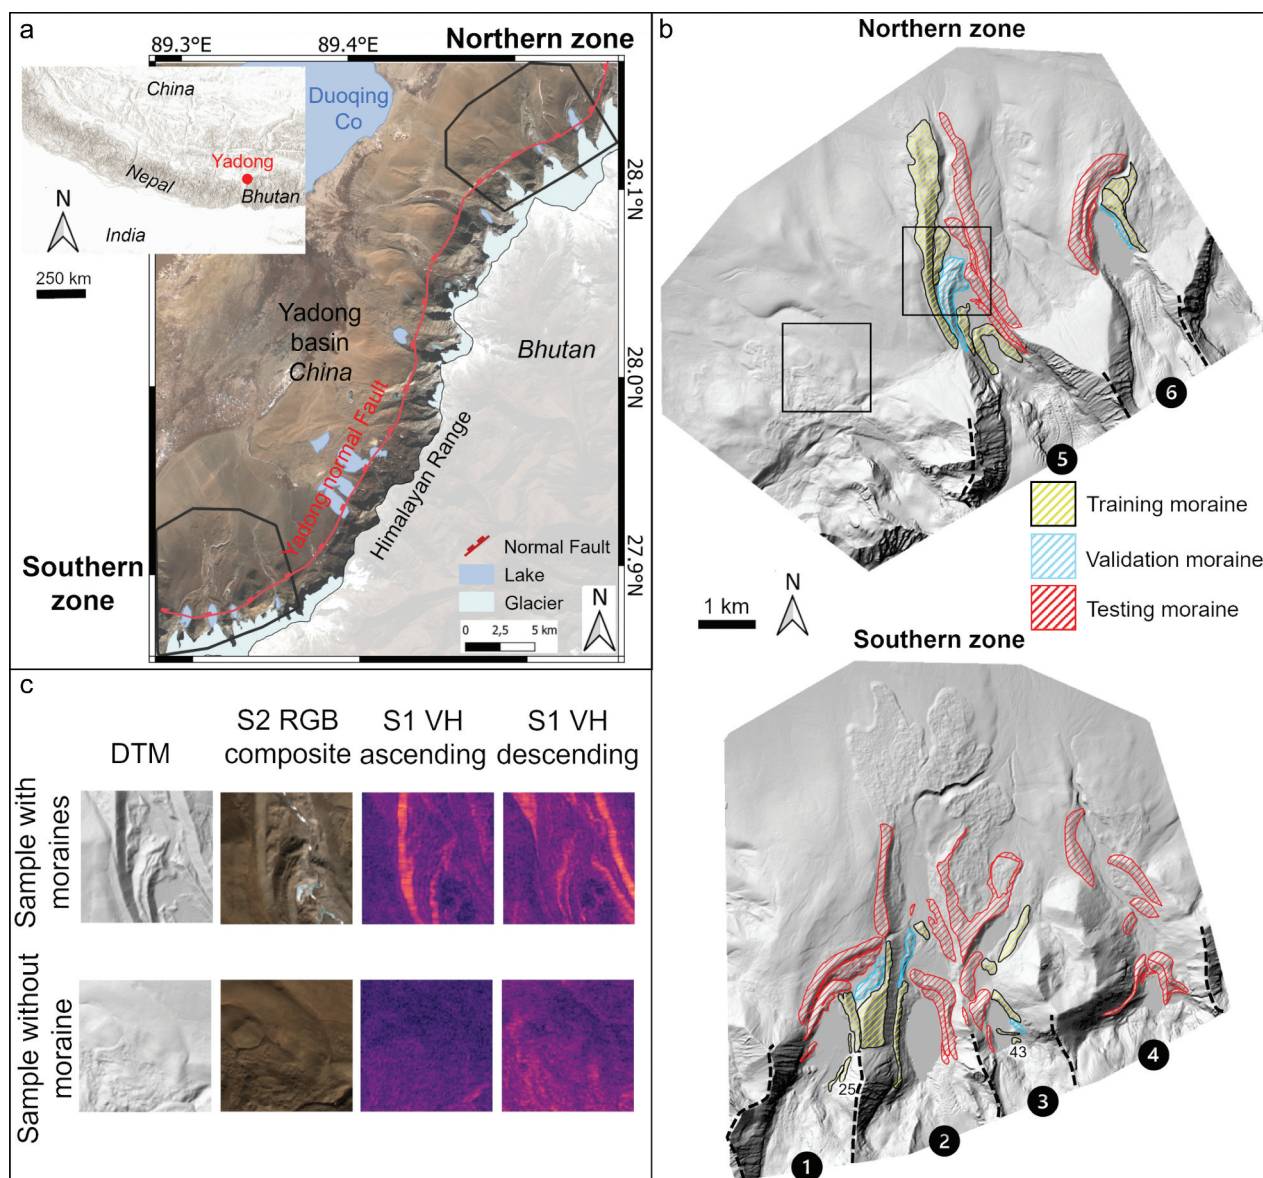 a
89.3°E
89.4°E
Northern zone
China
Nepal
Yadong
Bhutan
India
N
250 km
Duoqing
Co
28.1°N
28.0°N
27.9°N
Yadong
basin
China
Bhutan
Yadong normal Fault
Himalayan Range
Southern
zone
Normal Fault
Lake
Glacier
0 2,5 5 km
N
b
Northern zone
6
5
Training moraine
Validation moraine
Testing moraine
N
1 km
Southern zone
43
25
4
3
2
1
c
DTM
S2 RGB
composite
S1 VH
ascending
S1 VH
descending
Sample with
moraines
Sample without
moraine